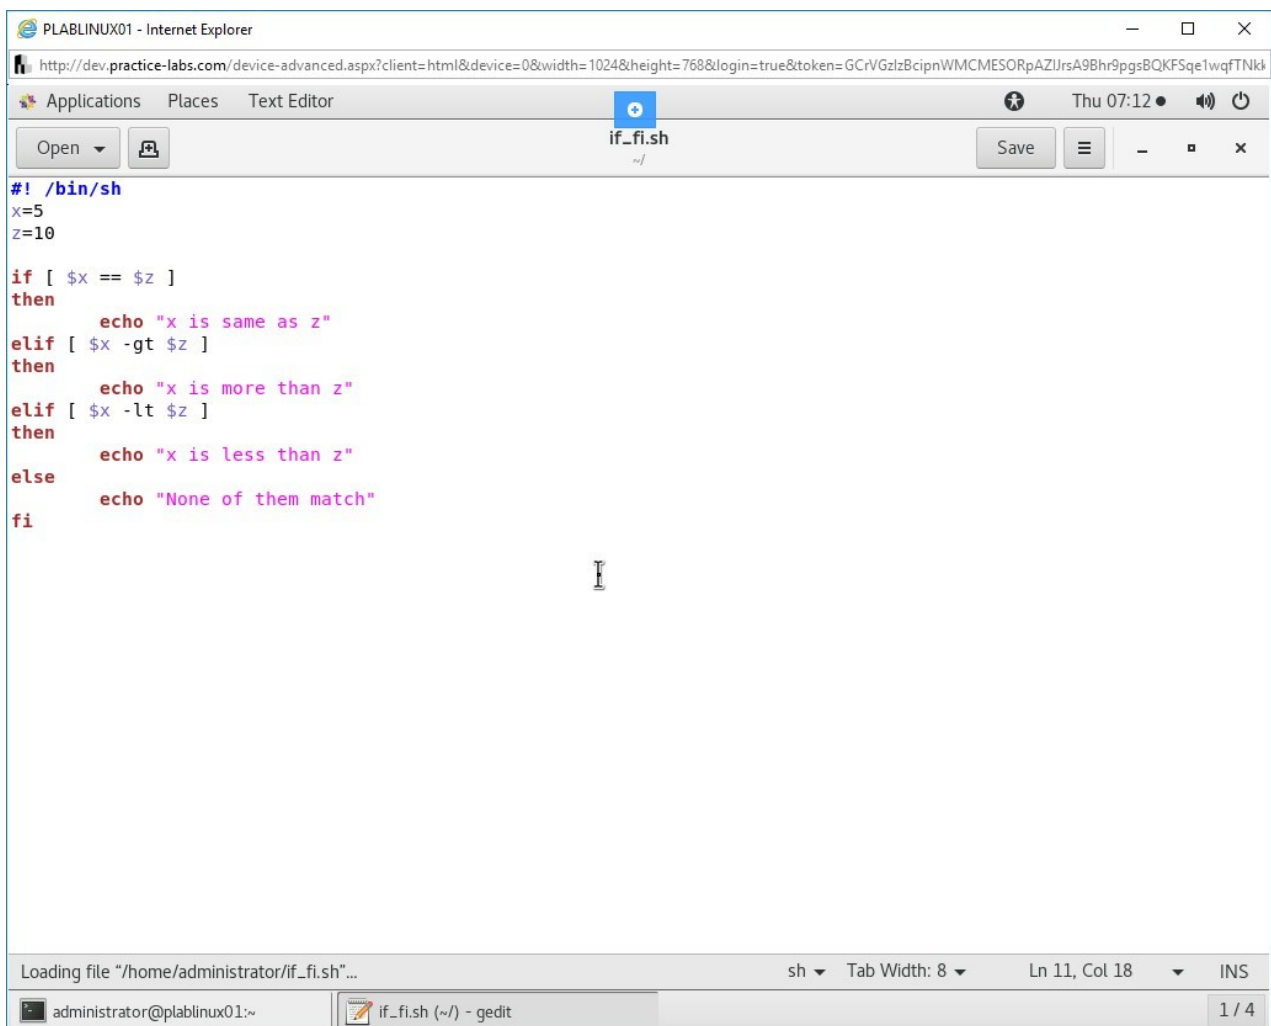 PLABLINUX01 - Internet Explorer
http://dev.practice-labs.com/device-advanced.aspx?client=html&device=0&width=1024&height=768&login=true&token=
Applications Places Text Editor Thu 07:12
Open if_fi.sh Save
~/
#! /bin/sh
x=5
z=10
if [ $x == $z ]
then
echo "x is same as z"
elif [ $x -gt $z ]
then
echo "x is more than z"
elif [ $x -lt $z ]
then
echo "x is less than z"
else
echo "None of them match"
fi
Loading file “/home/administrator/if_fi.sh”... sh Tab Width: 8 Ln 11, Col 18 INS
administrator@plablinux01:~ if_fi.sh (~/) - gedit 1 / 4